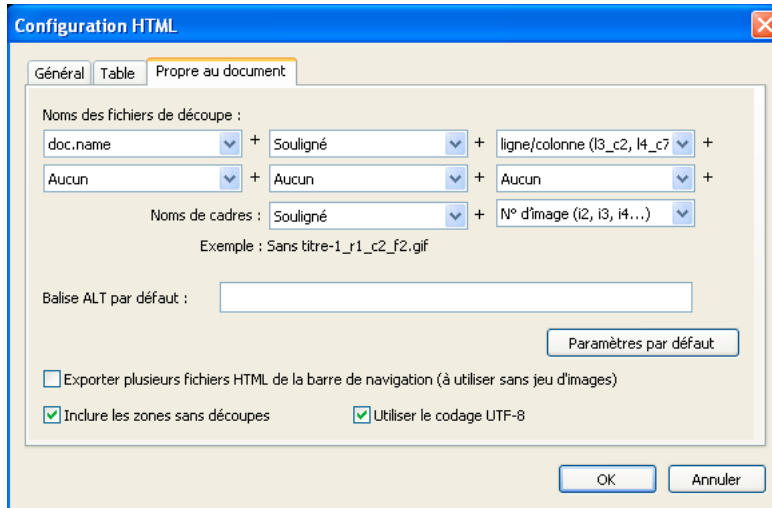 Configuration HTML
Général Table Propre au document
Noms des fichiers de découpe :
doc.name + Souligné + ligne/colonne (l3_c2, l4_c7 +
Aucun + Aucun + Aucun +
Noms de cadres : Souligné + N° d'image (i2, i3, i4...)
Exemple : Sans titre-1_r1_c2_f2.gif
Balise ALT par défaut :
Paramètres par défaut
Exporter plusieurs fichiers HTML de la barre de navigation (à utiliser sans jeu d'images)
Inclure les zones sans découpes Utiliser le codage UTF-8
OK Annuler